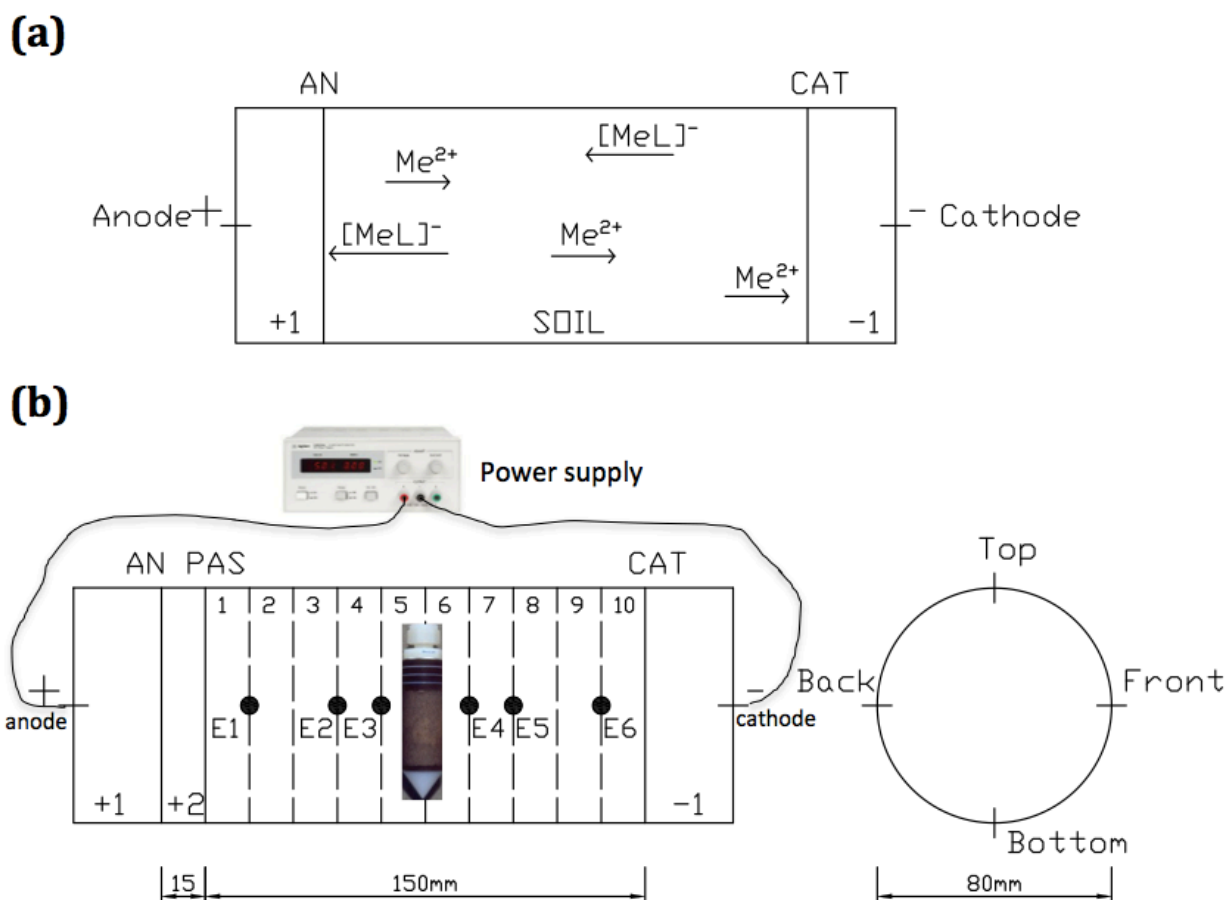 (a)
AN CAT
[MeL]⁻
Me²⁺
Anode + - Cathode
[MeL]⁻ Me²⁺
Me²⁺
+1 SOIL -1
(b)
Power supply
AN PAS CAT
Top
1 2 3 4 5 6 7 8 9 10
+ - Back Front
anode E1 E2 E3 E4 E5 E6 cathode
+1 +2 -1
Bottom
15 150mm 80mm